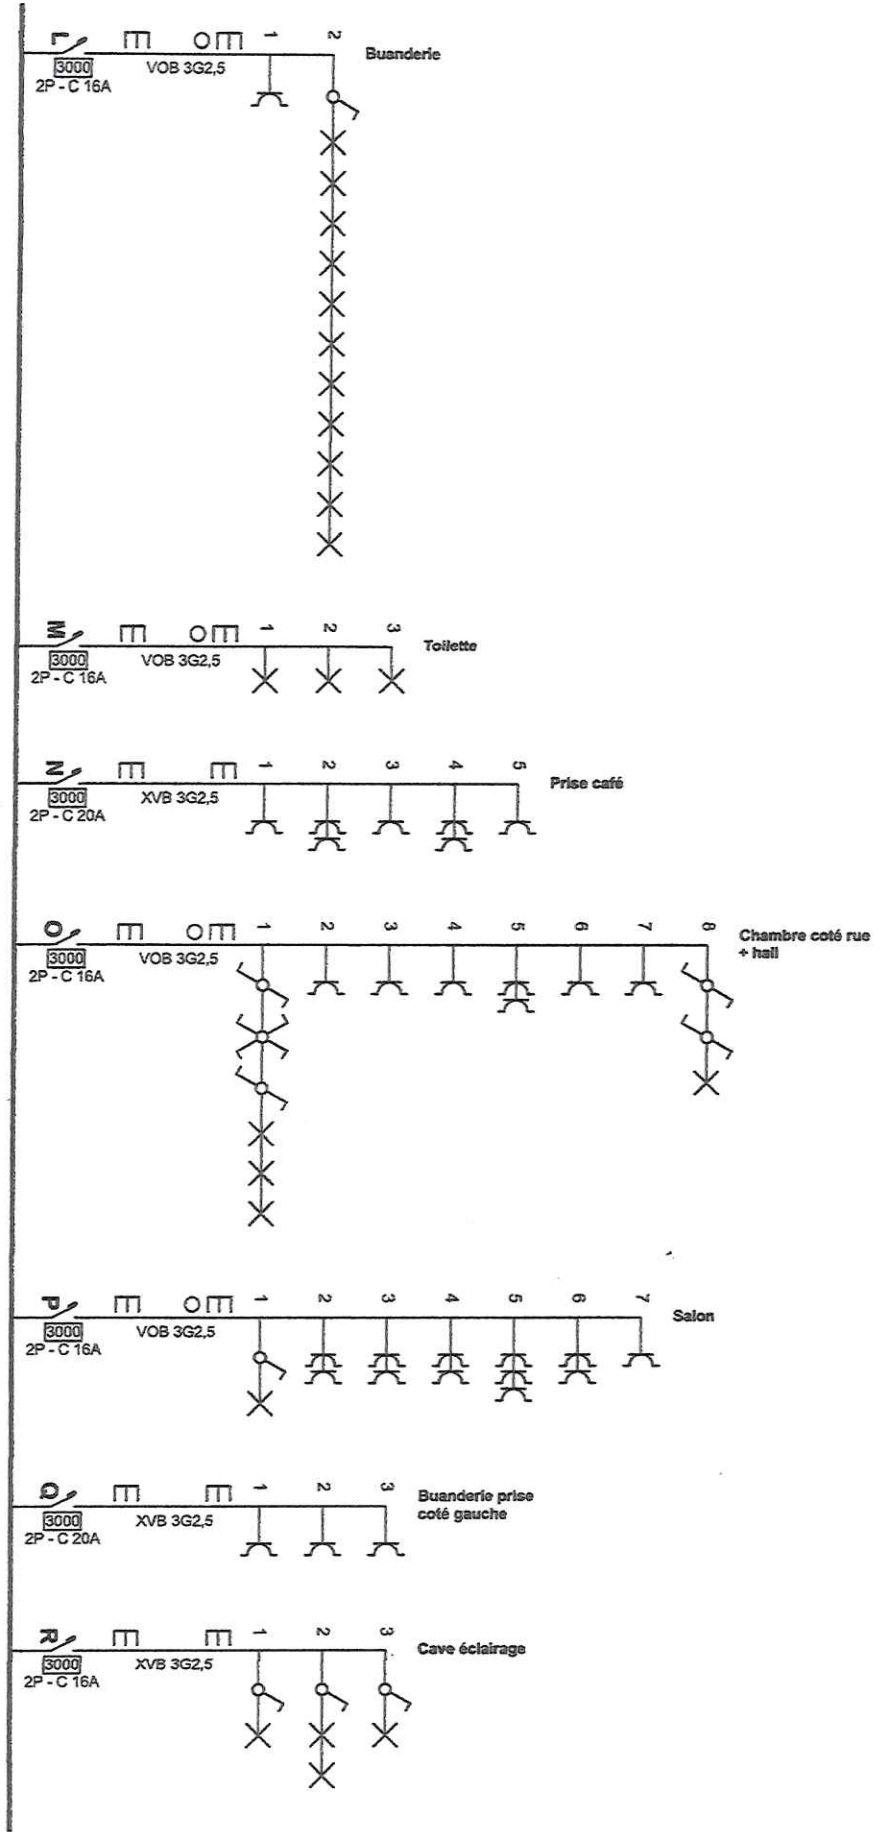 L 1 2 Buanderie
3000 VOB 3G2,5
2P - C 16A
M 1 2 3 Toilette
3000 VOB 3G2,5
2P - C 16A
N 1 2 3 4 5 Prise café
3000 XVB 3G2,5
2P - C 20A
O 1 2 3 4 5 6 7 8 Chambre coté rue
+ hall
3000 VOB 3G2,5
2P - C 16A
P 1 2 3 4 5 6 7 Salon
3000 VOB 3G2,5
2P - C 16A
Q 1 2 3 Buanderie prise
coté gauche
3000 XVB 3G2,5
2P - C 20A
R 1 2 3 Cave éclairage
3000 XVB 3G2,5
2P - C 16A